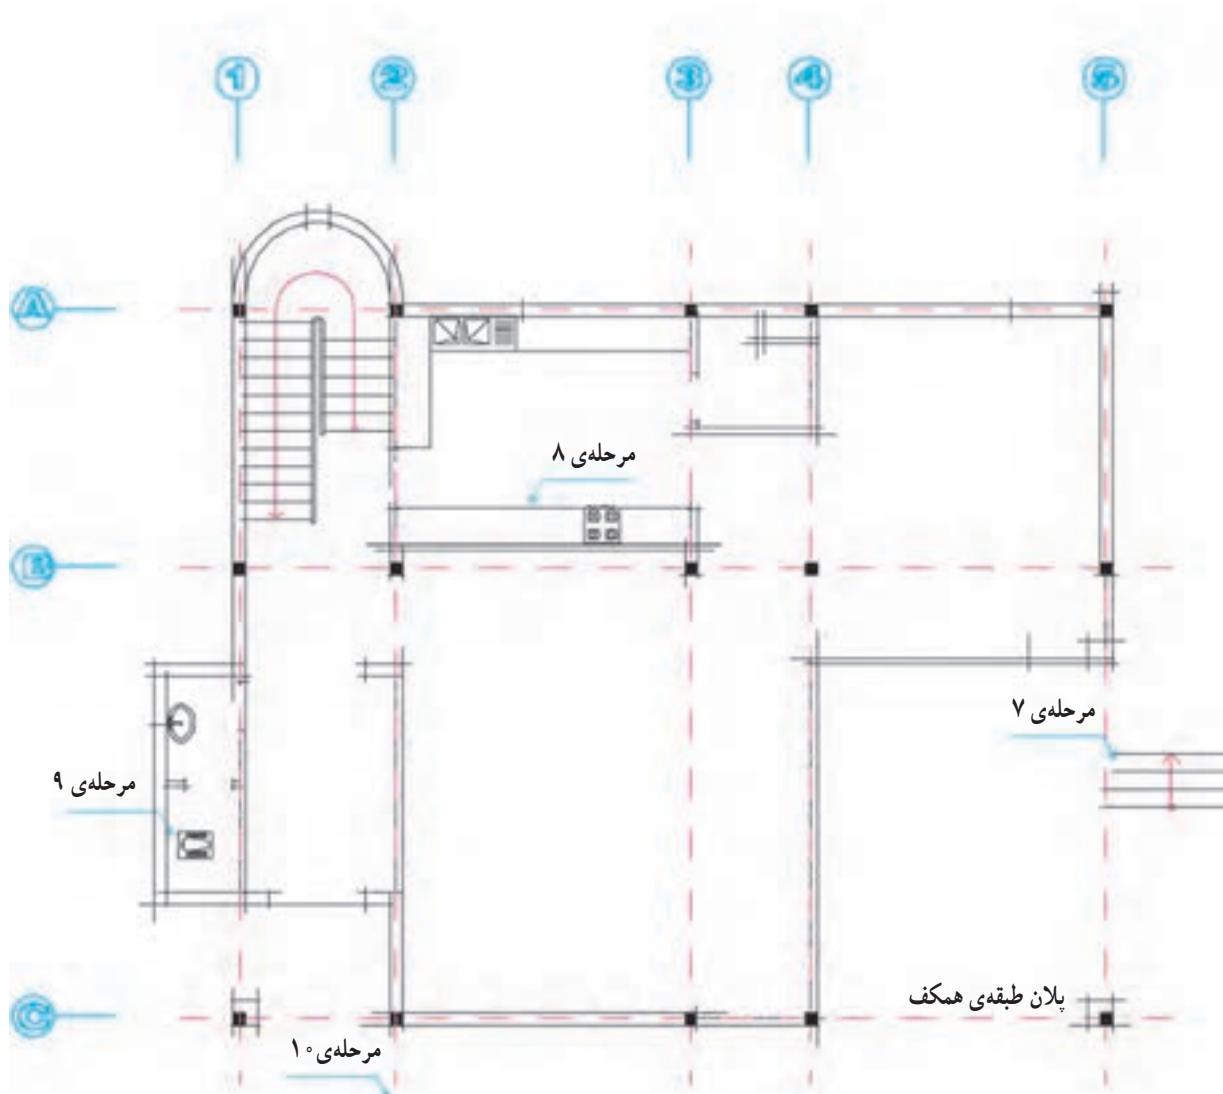 1 2 3 4 5
A
مرحله‌ی ۸
B
مرحله‌ی ۷
مرحله‌ی ۹
پلان طبقه‌ی همکف
C
مرحله‌ی ۱۰